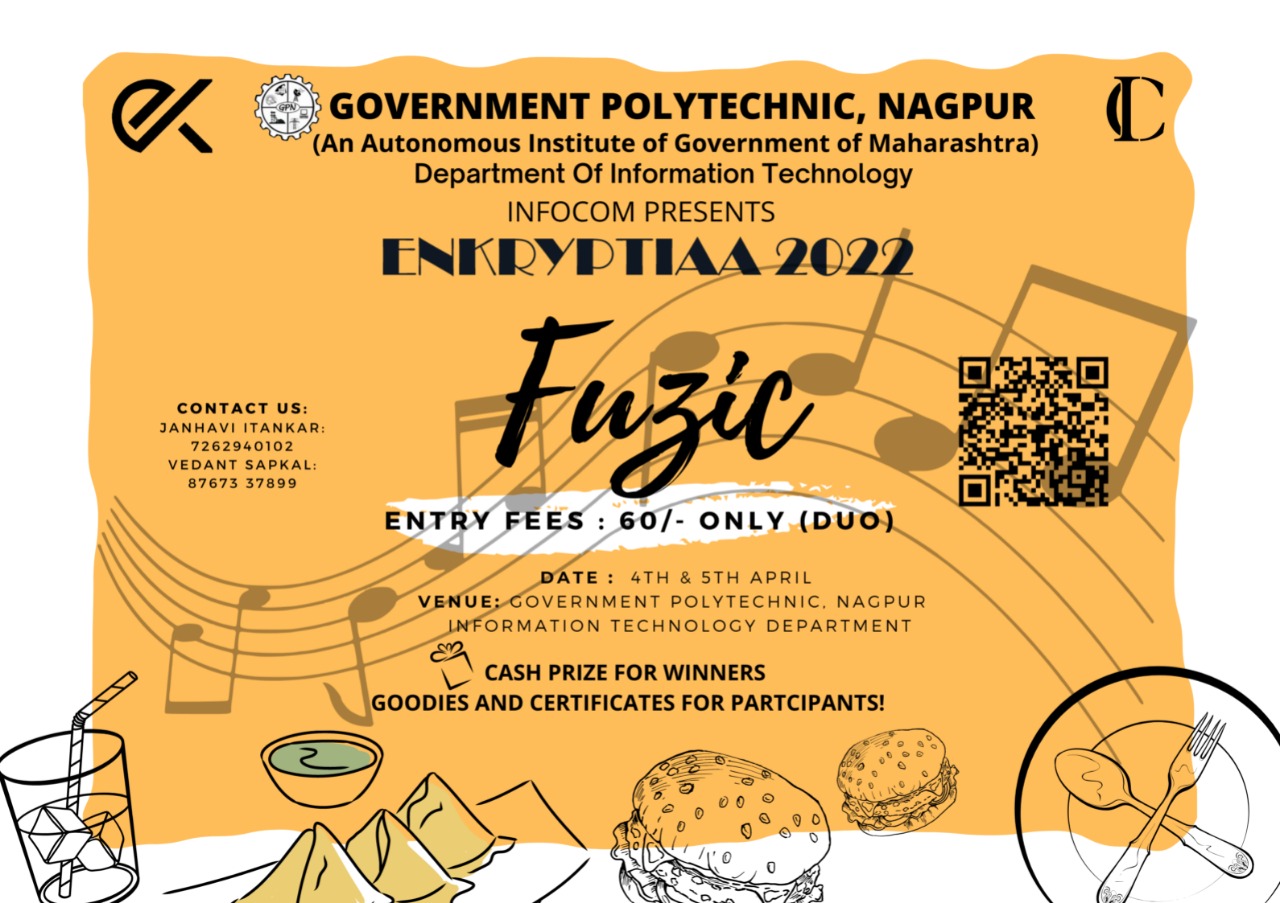 GPN
GOVERNMENT POLYTECHNIC, NAGPUR
(An Autonomous Institute of Government of Maharashtra)
Department Of Information Technology
INFOCOM PRESENTS
ENKRYPTIAA 2022
Fuzic
CONTACT US:
JANHAVI ITANKAR:
7262940102
VEDANT SAPKAL:
87673 37899
ENTRY FEES : 60/- ONLY (DUO)
DATE : 4TH & 5TH APRIL
VENUE: GOVERNMENT POLYTECHNIC, NAGPUR
INFORMATION TECHNOLOGY DEPARTMENT
CASH PRIZE FOR WINNERS
GOODIES AND CERTIFICATES FOR PARTCIPANTS!